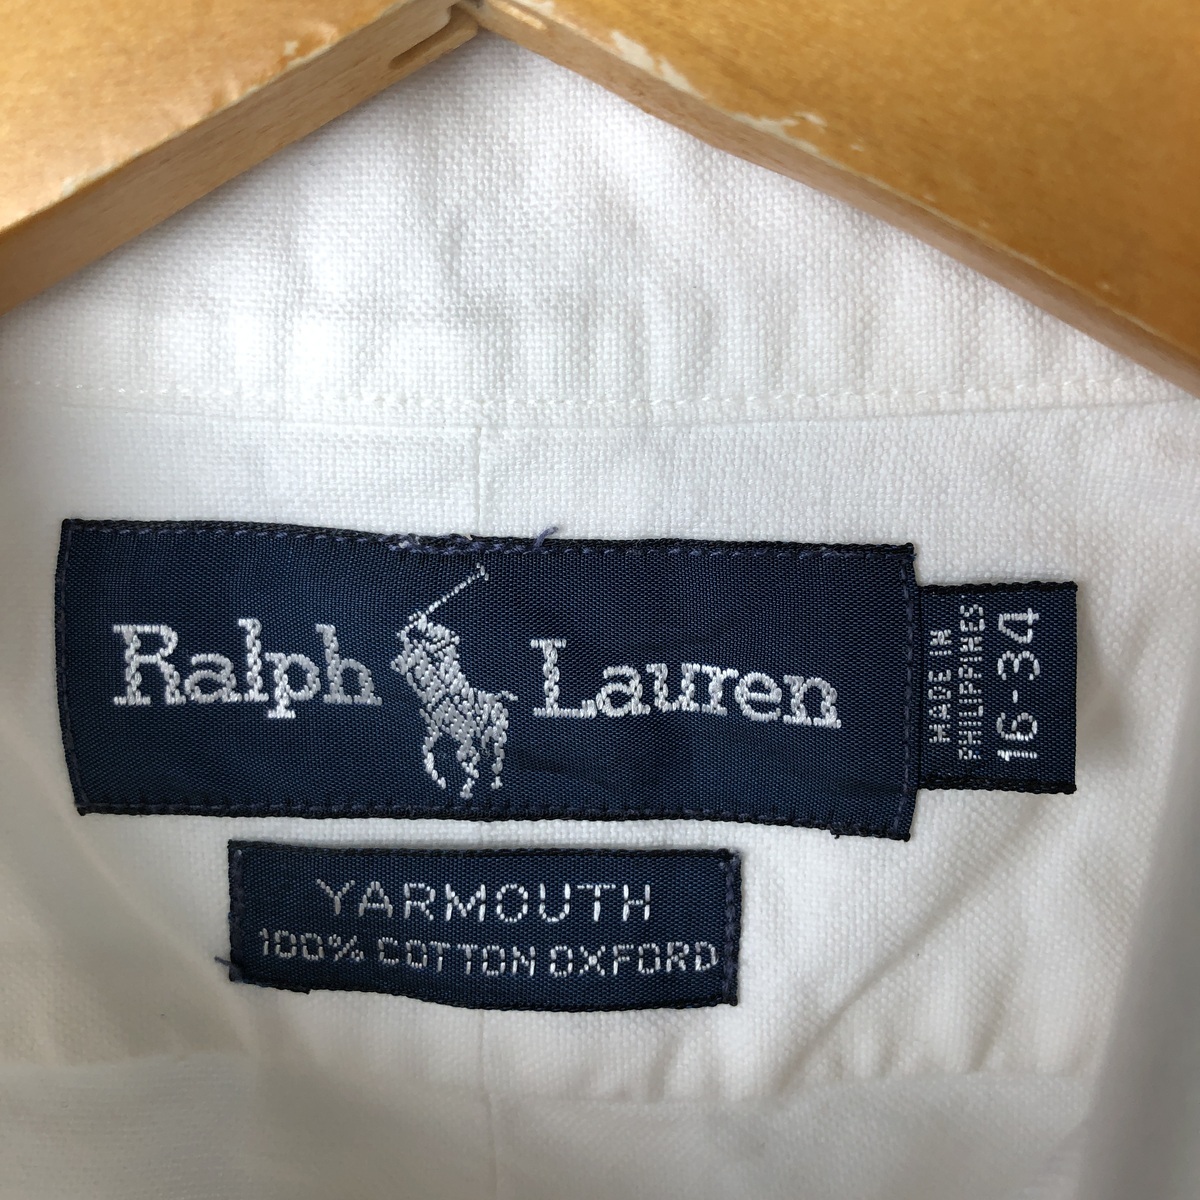 Ralph Lauren
MADE IN
PHILIPPINES
16-34
YARMOUTH
100% COTTON OXFORD